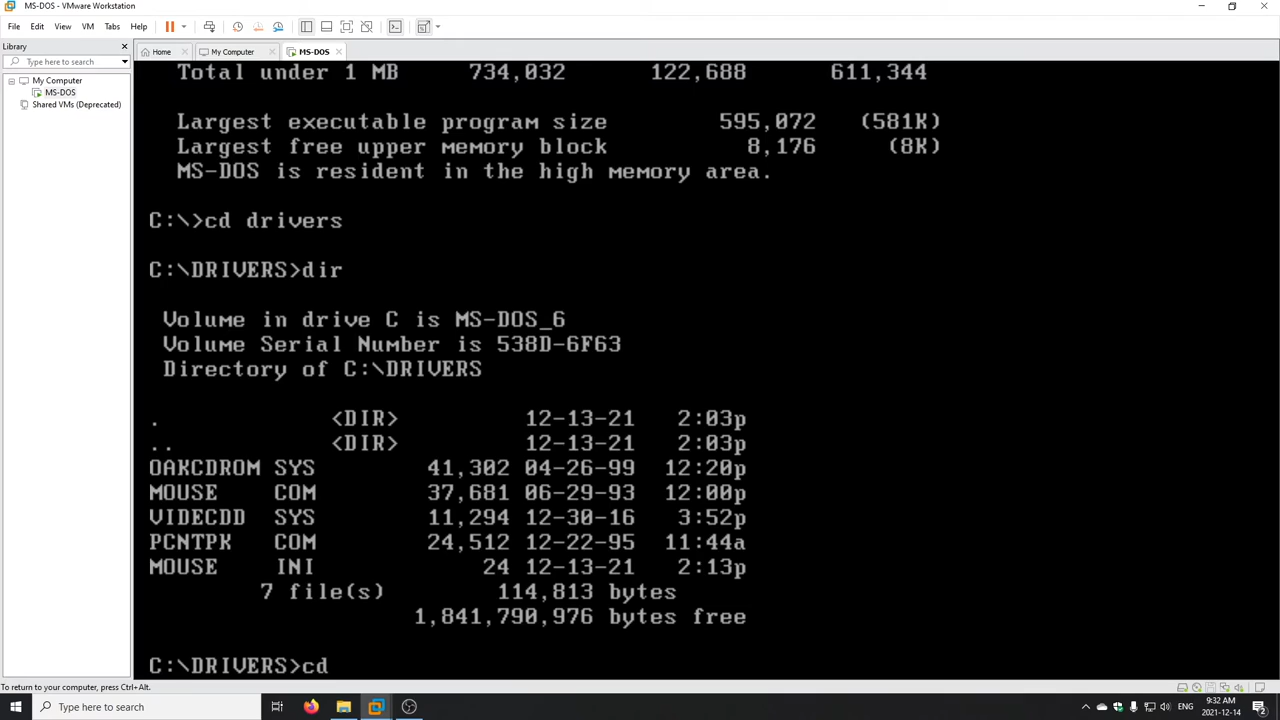 MS-DOS - VMware Workstation
File Edit View VM Tabs Help
Library
Type here to search
My Computer
MS-DOS
Shared VMs (Deprecated)
Home My Computer MS-DOS
Total under 1 MB 734,032 122,688 611,344
Largest executable program size 595,072 (581K)
Largest free upper memory block 8,176 (8K)
MS-DOS is resident in the high memory area.
C:\>cd drivers
C:\DRIVERS>dir
Volume in drive C is MS-DOS_6
Volume Serial Number is 538D-6F63
Directory of C:\DRIVERS
. <DIR> 12-13-21 2:03p
.. <DIR> 12-13-21 2:03p
OAKCDROM SYS 41,302 04-26-99 12:20p
MOUSE COM 37,681 06-29-93 12:00p
VIDECDD SYS 11,294 12-30-16 3:52p
PCNTPK COM 24,512 12-22-95 11:44a
MOUSE INI 24 12-13-21 2:13p
7 file(s) 114,813 bytes
1,841,790,976 bytes free
C:\DRIVERS>cd
To return to your computer, press Ctrl+Alt.
Type here to search
ENG
9:32 AM
2021-12-14
2